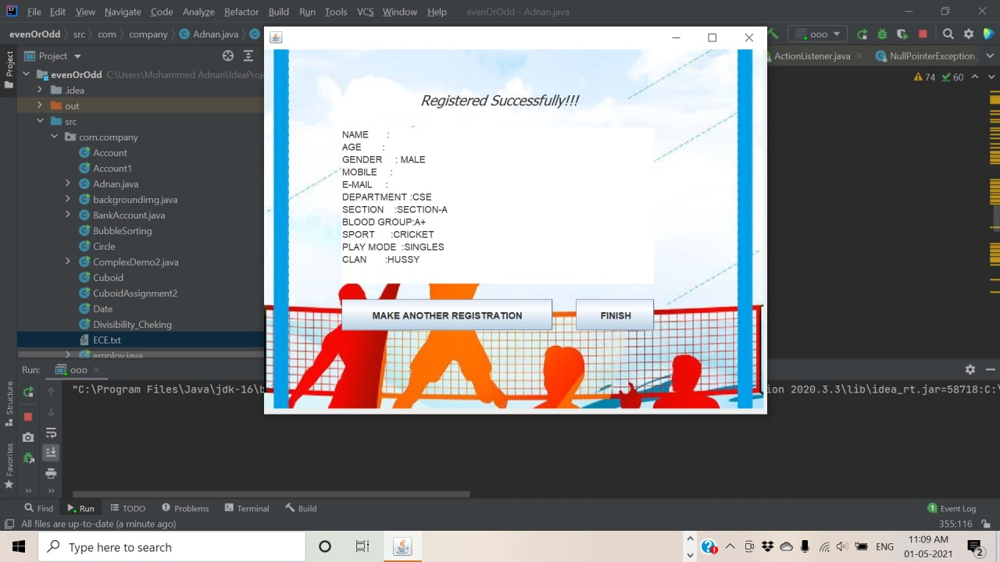 File Edit View Navigate Code Analyze Refactor Build Run Tools VCS Window Help evenOrOdd - Adnan.java
evenOrOdd src com company Adnan.java
ooo
Project
ActionListener.java
NullPointerException.
74 60
evenOrOdd C:\Users\Mohammed Adnan\IdeaProj
.idea
out
src
com.company
Account
Account1
Adnan.java
backgroundimg.java
BankAccount.java
BubbleSorting
Circle
ComplexDemo2.java
Cuboid
CuboidAssignment2
Date
Divisibility_Cheking
ECE.txt
employ.java
Project
Structure
Favorites
Registered Successfully!!!
NAME :
AGE :
GENDER : MALE
MOBILE :
E-MAIL :
DEPARTMENT :CSE
SECTION :SECTION-A
BLOOD GROUP:A+
SPORT :CRICKET
PLAY MODE :SINGLES
CLAN :HUSSY
MAKE ANOTHER REGISTRATION FINISH
Run: ooo
"C:\Program Files\Java\jdk-16\b
ion 2020.3.3\lib\idea_rt.jar=58718:C:\
Find Run TODO Problems Terminal Build 1 Event Log
All files are up-to-date (a minute ago) 355:116
Type here to search
ENG
11:09 AM
01-05-2021
2